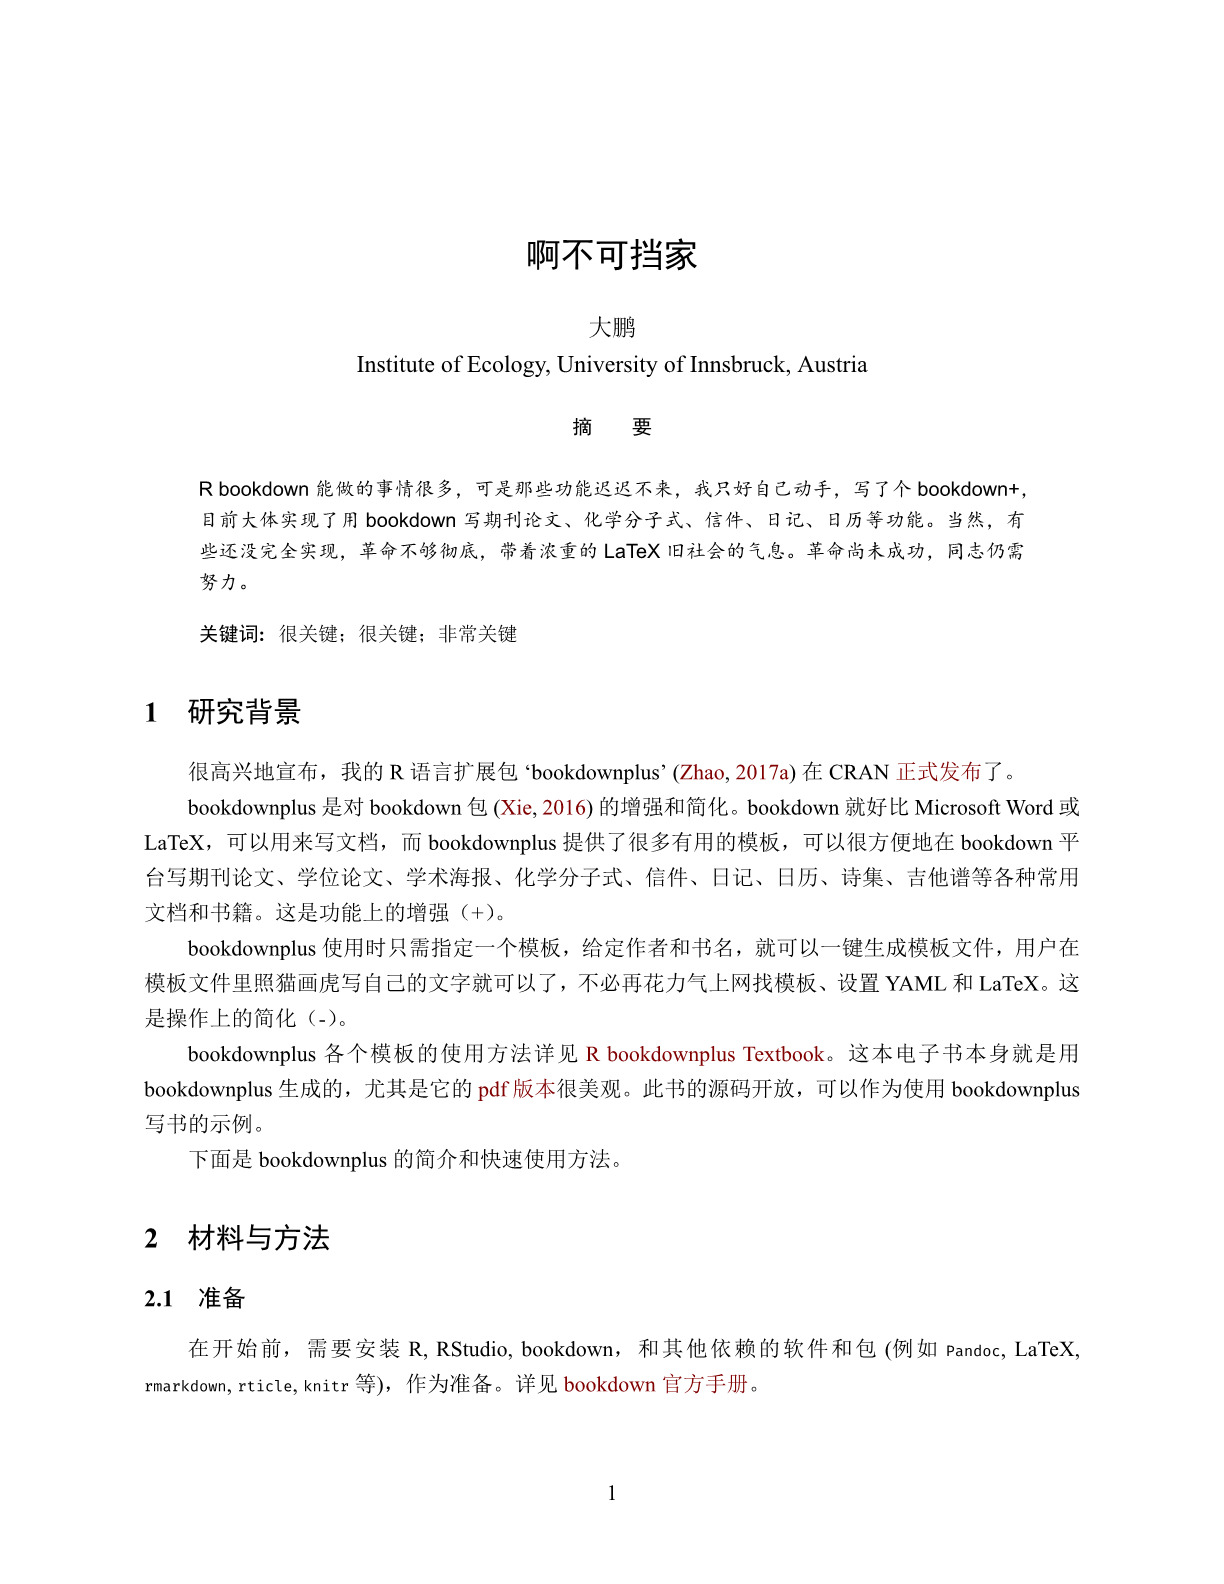 啊不可挡家
大鹏
Institute of Ecology, University of Innsbruck, Austria
摘　　要
R bookdown 能做的事情很多，可是那些功能迟迟不来，我只好自己动手，写了个 bookdown+，
目前大体实现了用 bookdown 写期刊论文、化学分子式、信件、日记、日历等功能。当然，有
些还没完全实现，革命不够彻底，带着浓重的 LaTeX 旧社会的气息。革命尚未成功，同志仍需
努力。
关键词: 很关键；很关键；非常关键
1 研究背景
很高兴地宣布，我的 R 语言扩展包 ‘bookdownplus’ (Zhao, 2017a) 在 CRAN 正式发布了。
bookdownplus 是对 bookdown 包 (Xie, 2016) 的增强和简化。bookdown 就好比 Microsoft Word 或
LaTeX，可以用来写文档，而 bookdownplus 提供了很多有用的模板，可以很方便地在 bookdown 平
台写期刊论文、学位论文、学术海报、化学分子式、信件、日记、日历、诗集、吉他谱等各种常用
文档和书籍。这是功能上的增强（+）。
bookdownplus 使用时只需指定一个模板，给定作者和书名，就可以一键生成模板文件，用户在
模板文件里照猫画虎写自己的文字就可以了，不必再花力气上网找模板、设置 YAML 和 LaTeX。这
是操作上的简化（-）。
bookdownplus 各个模板的使用方法详见 R bookdownplus Textbook。这本电子书本身就是用
bookdownplus 生成的，尤其是它的 pdf 版本很美观。此书的源码开放，可以作为使用 bookdownplus
写书的示例。
下面是 bookdownplus 的简介和快速使用方法。
2 材料与方法
2.1 准备
在开始前，需要安装 R, RStudio, bookdown，和其他依赖的软件和包 (例如 Pandoc, LaTeX,
rmarkdown, rticle, knitr 等)，作为准备。详见 bookdown 官方手册。
1